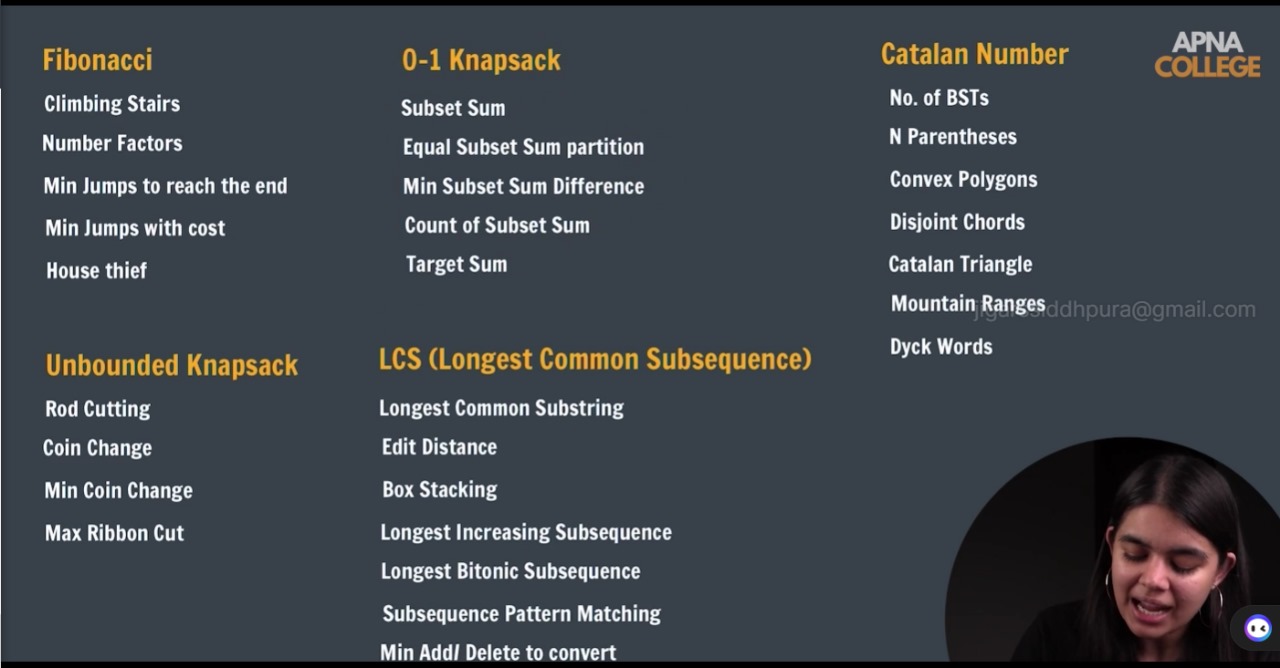 Fibonacci
Climbing Stairs
Number Factors
Min Jumps to reach the end
Min Jumps with cost
House thief
0-1 Knapsack
Subset Sum
Equal Subset Sum partition
Min Subset Sum Difference
Count of Subset Sum
Target Sum
Catalan Number
No. of BSTs
N Parentheses
Convex Polygons
Disjoint Chords
Catalan Triangle
Mountain Ranges
Dyck Words
APNA
COLLEGE
Unbounded Knapsack
Rod Cutting
Coin Change
Min Coin Change
Max Ribbon Cut
LCS (Longest Common Subsequence)
Longest Common Substring
Edit Distance
Box Stacking
Longest Increasing Subsequence
Longest Bitonic Subsequence
Subsequence Pattern Matching
Min Add/ Delete to convert